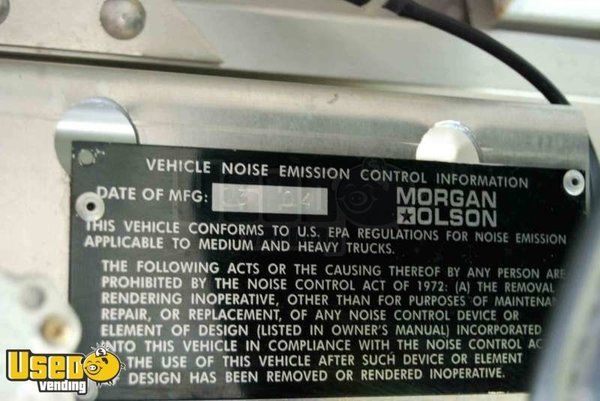 VEHICLE NOISE EMISSION CONTROL INFORMATION
DATE OF MFG:
MORGAN
OLSON
THIS VEHICLE CONFORMS TO U.S. EPA REGULATIONS FOR NOISE EMISSION
APPLICABLE TO MEDIUM AND HEAVY TRUCKS.
THE FOLLOWING ACTS OR THE CAUSING THEREOF BY ANY PERSON ARE
PROHIBITED BY THE NOISE CONTROL ACT OF 1972: (A) THE REMOVAL
RENDERING INOPERATIVE, OTHER THAN FOR PURPOSES OF MAINTENAN
REPAIR, OR REPLACEMENT, OF ANY NOISE CONTROL DEVICE OR
ELEMENT OF DESIGN (LISTED IN OWNER'S MANUAL) INCORPORATED
INTO THIS VEHICLE IN COMPLIANCE WITH THE NOISE CONTROL AC
THE USE OF THIS VEHICLE AFTER SUCH DEVICE OR ELEMENT
DESIGN HAS BEEN REMOVED OR RENDERED INOPERATIVE.
USED
vending